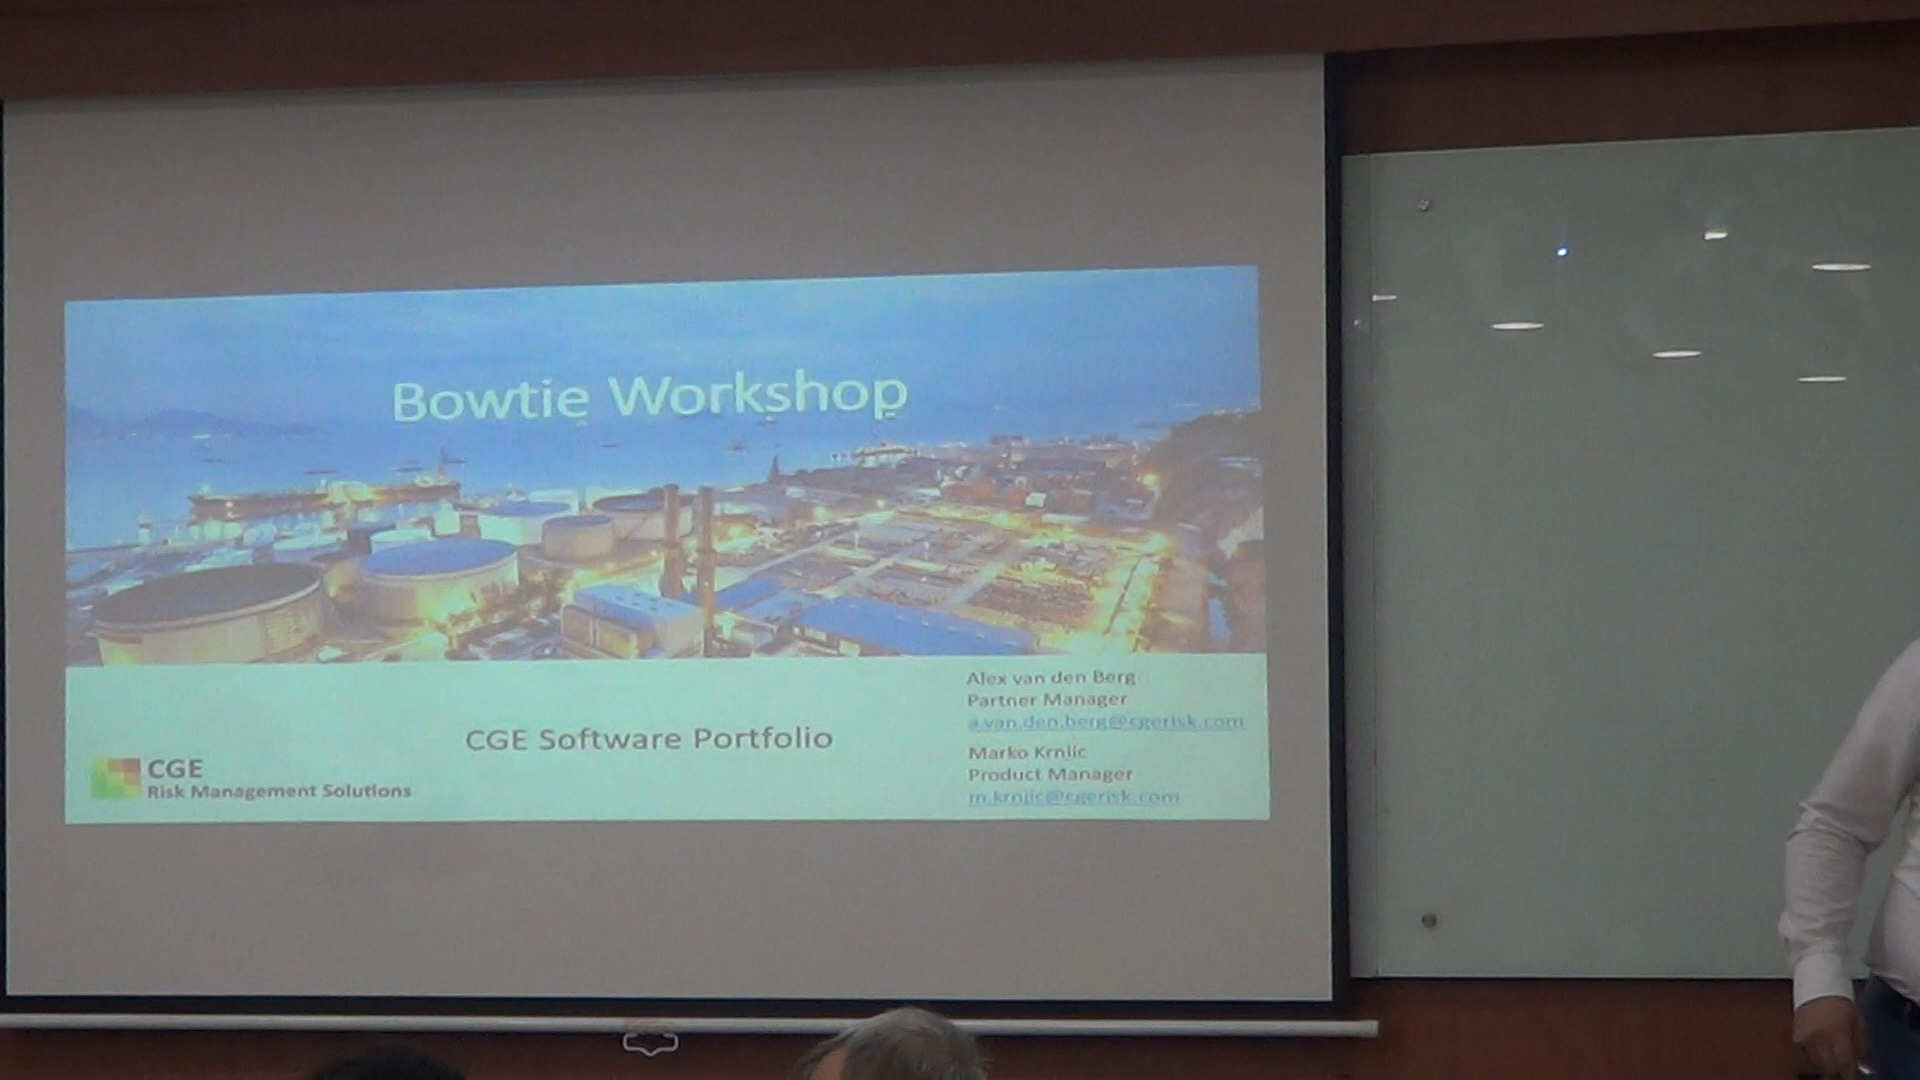 Bowtie Workshop
Alex van den Berg
Partner Manager
a.van.den.berg@cgerisk.com
CGE Software Portfolio
Marko Krnjic
Product Manager
m.krnjic@cgerisk.com
CGE
Risk Management Solutions